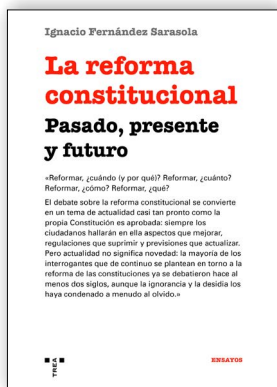 Ignacio Fernández Sarasola
La reforma
constitucional
Pasado, presente
y futuro
«Reformar, ¿cuándo (y por qué)? Reformar, ¿cuánto?
Reformar, ¿cómo? Reformar, ¿qué?
El debate sobre la reforma constitucional se convierte
en un tema de actualidad casi tan pronto como la
propia Constitución es aprobada: siempre los
ciudadanos hallarán en ella aspectos que mejorar,
regulaciones que suprimir y previsiones que actualizar.
Pero actualidad no significa novedad: la mayoría de los
interrogantes que de continuo se plantean en torno a la
reforma de las constituciones ya se debatieron hace al
menos dos siglos, aunque la ignorancia y la desidia los
haya condenado a menudo al olvido.»
TREA
ENSAYOS